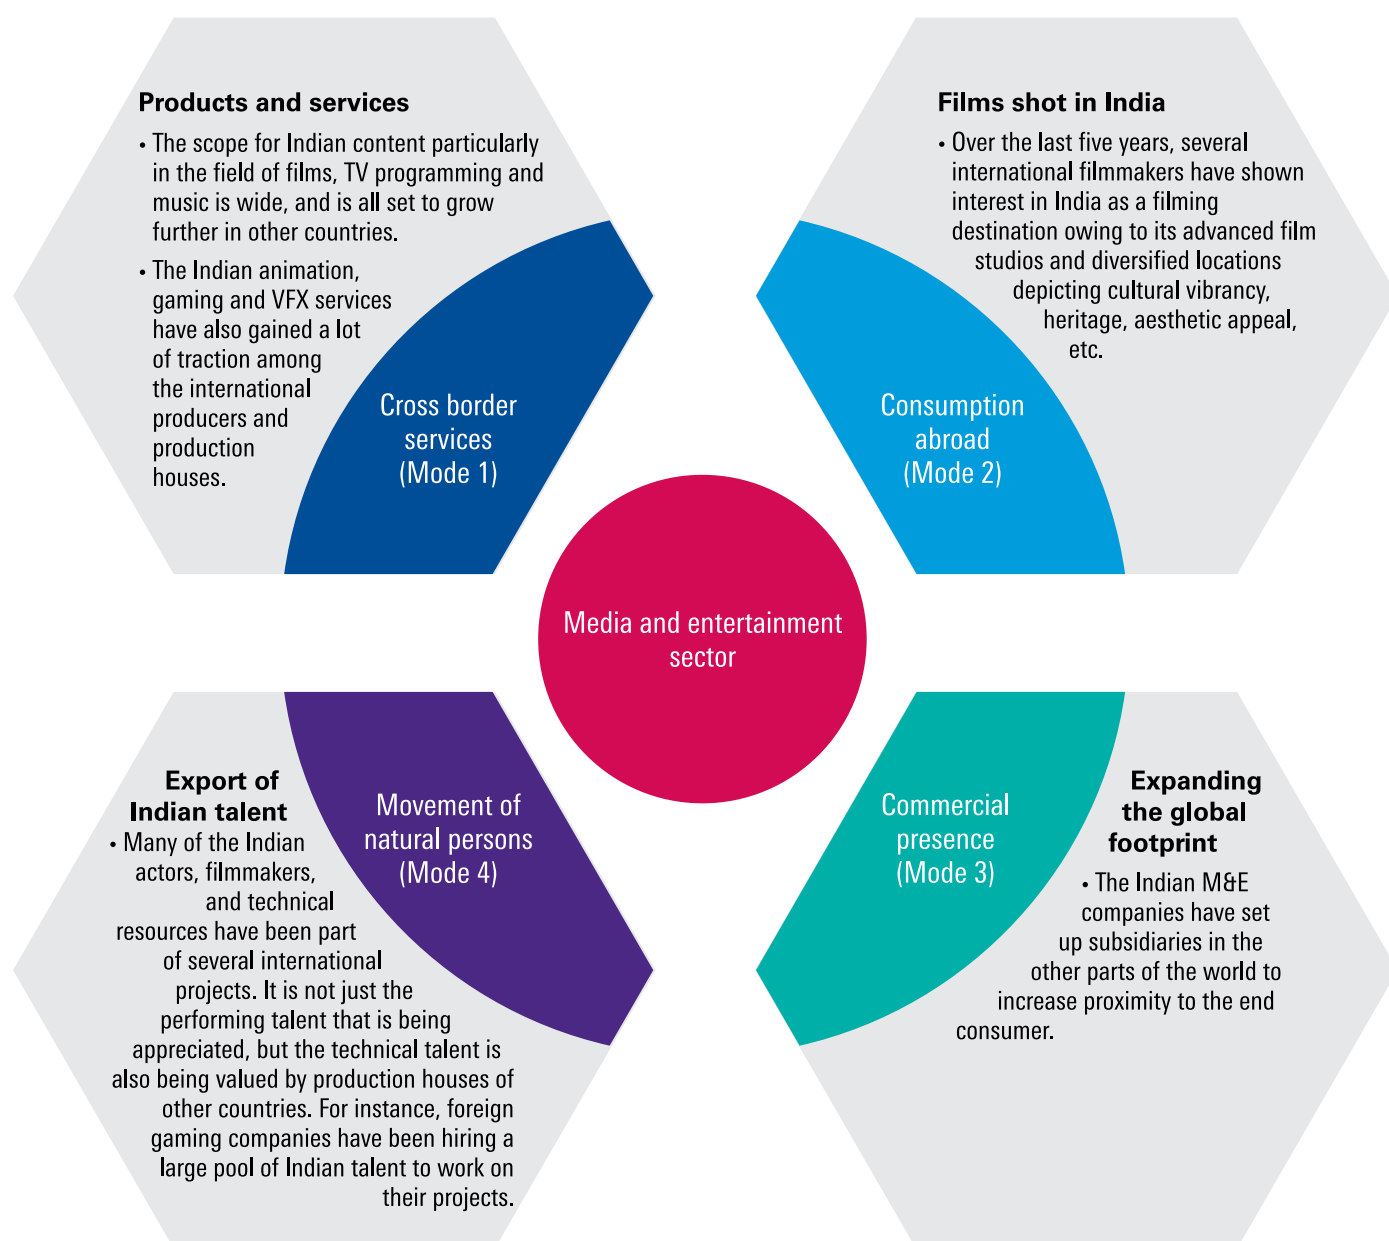 Products and services
• The scope for Indian content particularly
in the field of films, TV programming and
music is wide, and is all set to grow
further in other countries.
• The Indian animation,
gaming and VFX services
have also gained a lot
of traction among
the international
producers and
production
houses.
Cross border
services
(Mode 1)
Films shot in India
• Over the last five years, several
international filmmakers have shown
interest in India as a filming
destination owing to its advanced film
studios and diversified locations
depicting cultural vibrancy,
heritage, aesthetic appeal,
etc.
Consumption
abroad
(Mode 2)
Media and entertainment
sector
Export of
Indian talent
• Many of the Indian
actors, filmmakers,
and technical
resources have been part
of several international
projects. It is not just the
performing talent that is being
appreciated, but the technical talent is
also being valued by production houses of
other countries. For instance, foreign
gaming companies have been hiring a
large pool of Indian talent to work on
their projects.
Movement of
natural persons
(Mode 4)
Commercial
presence
(Mode 3)
Expanding
the global
footprint
• The Indian M&E
companies have set
up subsidiaries in the
other parts of the world to
increase proximity to the end
consumer.